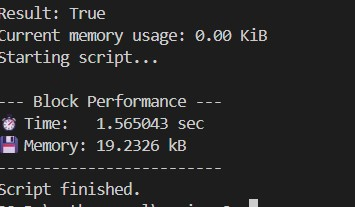 Result: True
Current memory usage: 0.00 KiB
Starting script...
--- Block Performance ---
⏱️ Time:   1.565043 sec
💾 Memory: 19.2326 kB
------------------------
Script finished.